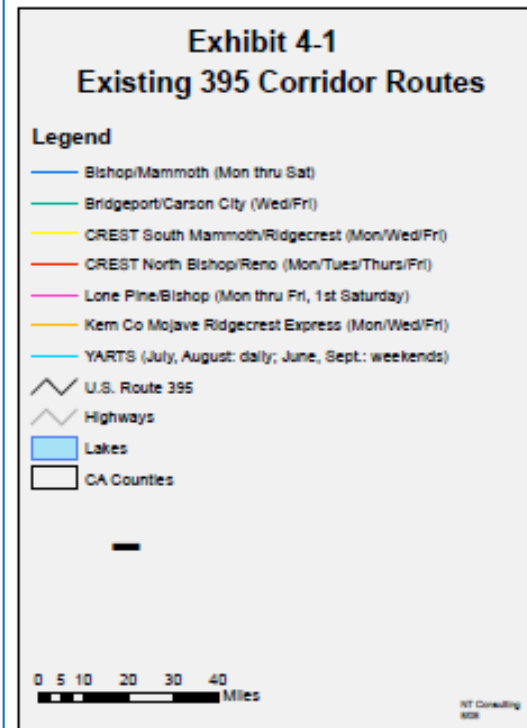 Exhibit 4-1
Existing 395 Corridor Routes
Legend
Bishop/Mammoth (Mon thru Sat)
Bridgeport/Carson City (Wed/Fri)
CREST South Mammoth/Ridgecrest (Mon/Wed/Fri)
CREST North Bishop/Reno (Mon/Tues/Thurs/Fri)
Lone Pine/Bishop (Mon thru Fri, 1st Saturday)
Kern Co Mojave Ridgecrest Express (Mon/Wed/Fri)
YARTS (July, August: daily; June, Sept.: weekends)
U.S. Route 395
Highways
Lakes
CA Counties
0 5 10 20 30 40
Miles
NT Consulting